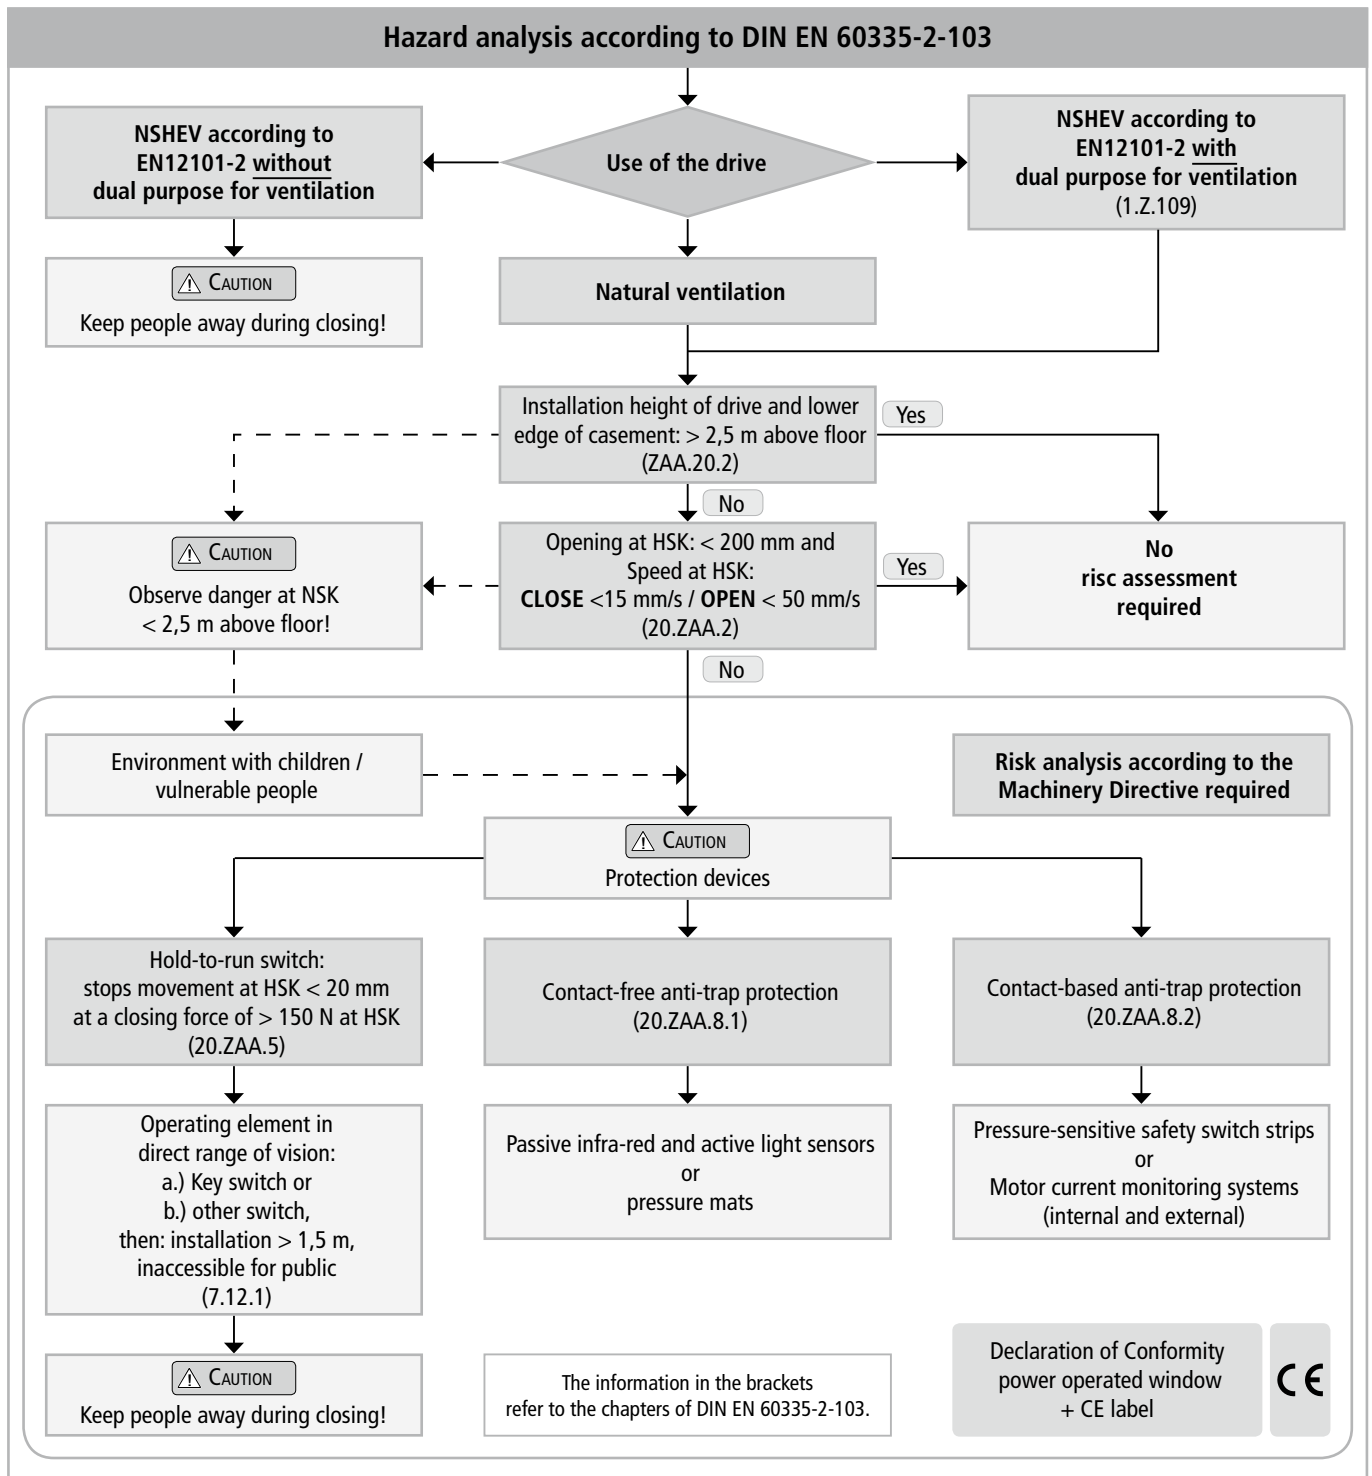 Hazard analysis according to DIN EN 60335-2-103
NSHEV according to
EN12101-2 without
dual purpose for ventilation
Use of the drive
NSHEV according to
EN12101-2 with
dual purpose for ventilation
(1.Z.109)
CAUTION
Keep people away during closing!
Natural ventilation
Installation height of drive and lower
edge of casement: > 2,5 m above floor
(ZAA.20.2)
Yes
No
CAUTION
Observe danger at NSK
< 2,5 m above floor!
Opening at HSK: < 200 mm and
Speed at HSK:
CLOSE <15 mm/s / OPEN < 50 mm/s
(20.ZAA.2)
Yes
No
risc assessment
required
No
Environment with children /
vulnerable people
Risk analysis according to the
Machinery Directive required
CAUTION
Protection devices
Hold-to-run switch:
stops movement at HSK < 20 mm
at a closing force of > 150 N at HSK
(20.ZAA.5)
Contact-free anti-trap protection
(20.ZAA.8.1)
Contact-based anti-trap protection
(20.ZAA.8.2)
Operating element in
direct range of vision:
a.) Key switch or
b.) other switch,
then: installation > 1,5 m,
inaccessible for public
(7.12.1)
Passive infra-red and active light sensors
or
pressure mats
Pressure-sensitive safety switch strips
or
Motor current monitoring systems
(internal and external)
CAUTION
Keep people away during closing!
The information in the brackets
refer to the chapters of DIN EN 60335-2-103.
Declaration of Conformity
power operated window
+ CE label
CE